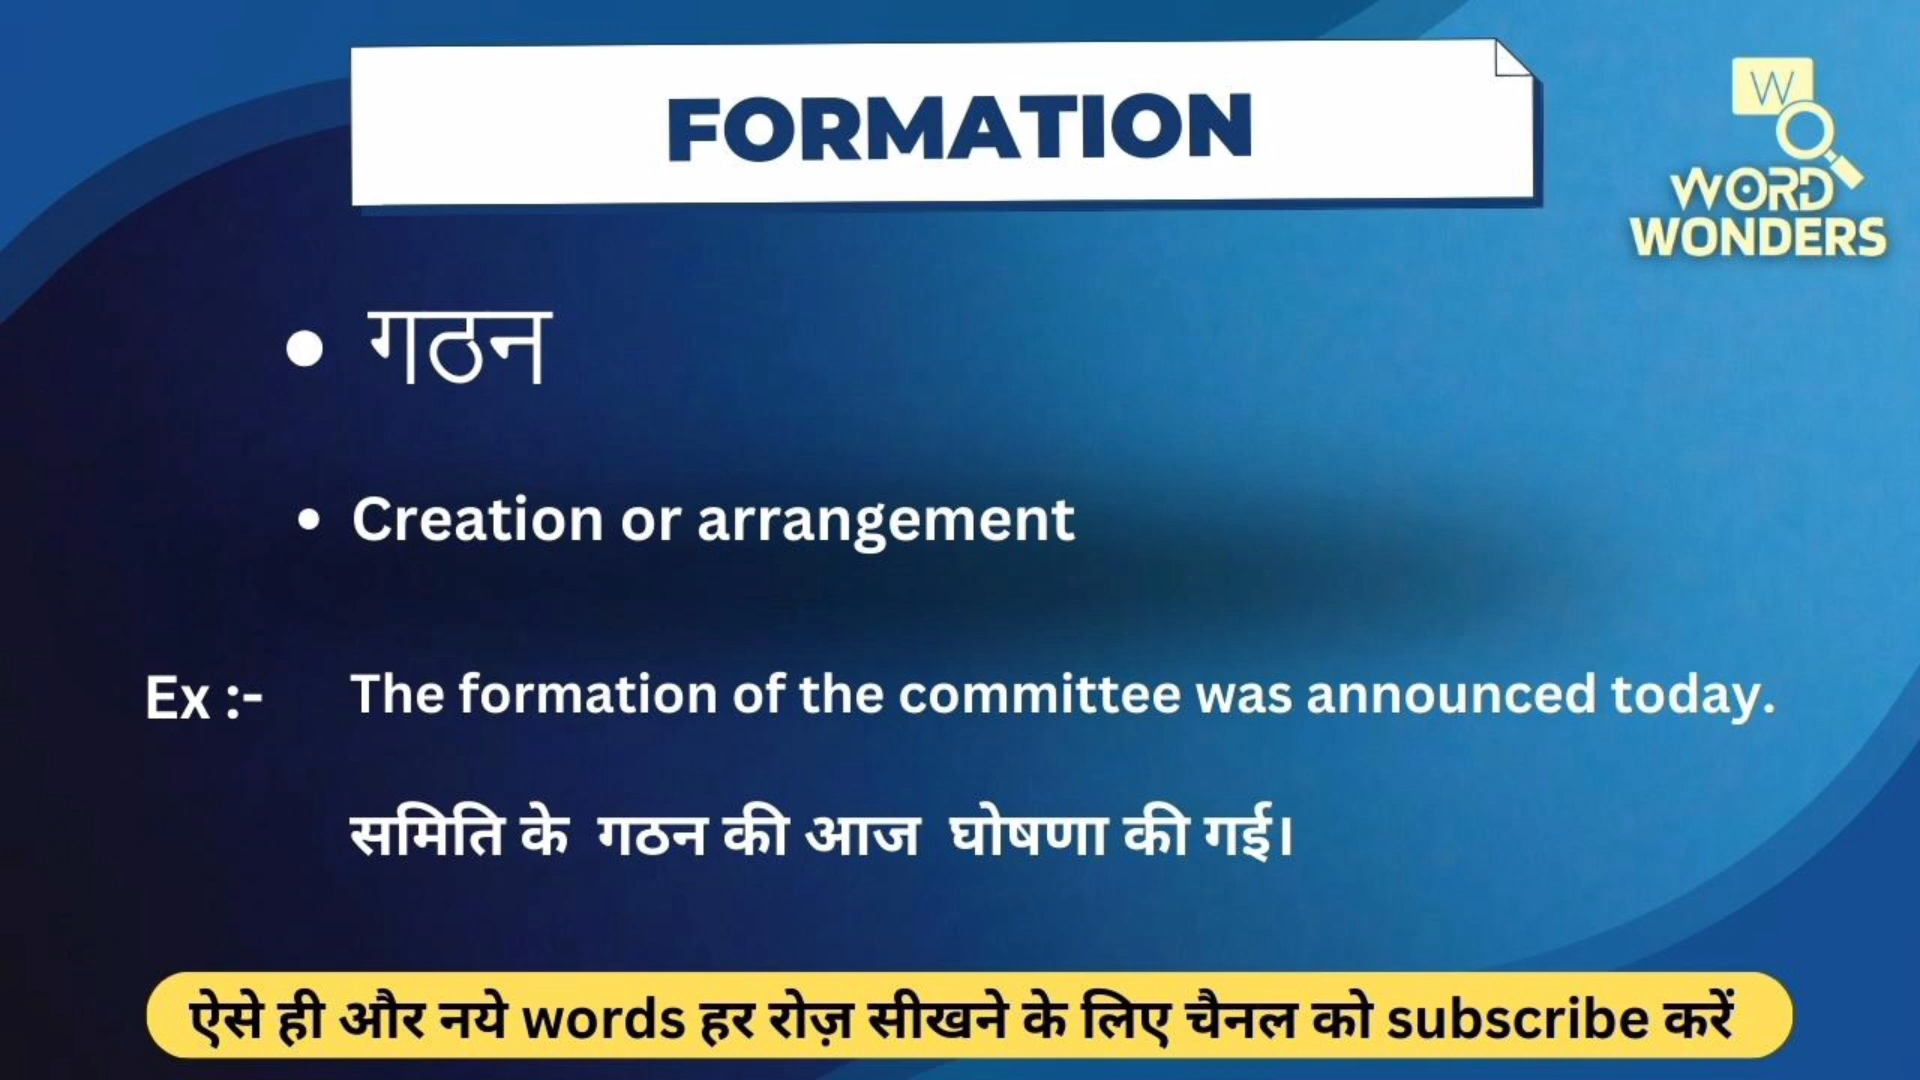 FORMATION
W
WORD
WONDERS
• गठन
• Creation or arrangement
Ex :- The formation of the committee was announced today.
समिति के गठन की आज घोषणा की गई।
ऐसे ही और नये words हर रोज़ सीखने के लिए चैनल को subscribe करें